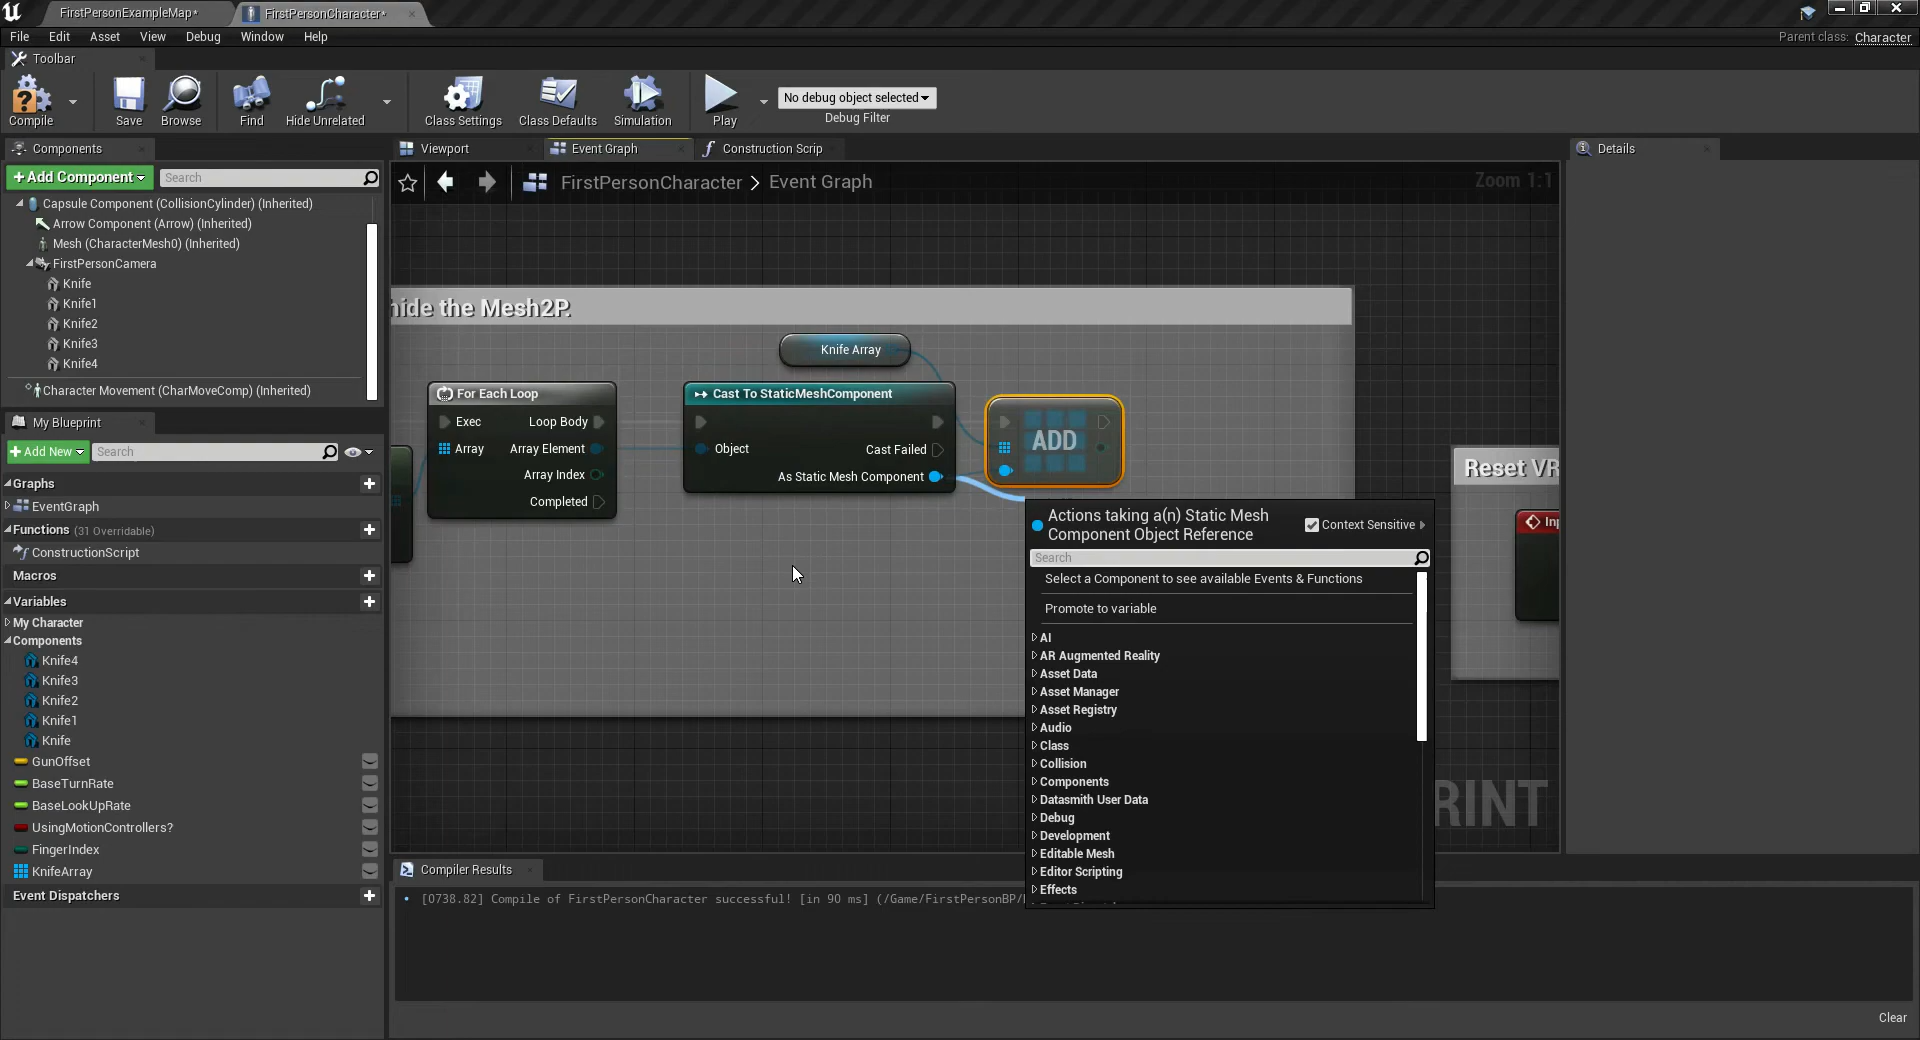 FirstPersonExampleMap*
FirstPersonCharacter*
File Edit Asset View Debug Window Help
Parent class: Character
Toolbar
Compile
Save
Browse
Find
Hide Unrelated
Class Settings
Class Defaults
Simulation
Play
No debug object selected
Debug Filter
Components
+Add Component
Search
Capsule Component (CollisionCylinder) (Inherited)
Arrow Component (Arrow) (Inherited)
Mesh (CharacterMesh0) (Inherited)
FirstPersonCamera
Knife
Knife1
Knife2
Knife3
Knife4
Character Movement (CharMoveComp) (Inherited)
My Blueprint
+Add New
Search
Graphs
EventGraph
Functions (31 Overridable)
ConstructionScript
Macros
Variables
My Character
Components
Knife4
Knife3
Knife2
Knife1
Knife
GunOffset
BaseTurnRate
BaseLookUpRate
UsingMotionControllers?
FingerIndex
KnifeArray
Event Dispatchers
Viewport
Event Graph
Construction Scrip
FirstPersonCharacter > Event Graph
Zoom 1:1
hide the Mesh2P.
Knife Array
For Each Loop
Exec
Loop Body
Array
Array Element
Array Index
Completed
Cast To StaticMeshComponent
Object
Cast Failed
As Static Mesh Component
ADD
Reset VR
Inp
RINT
Actions taking a(n) Static Mesh
Component Object Reference
Context Sensitive
Search
Select a Component to see available Events & Functions
Promote to variable
AI
AR Augmented Reality
Asset Data
Asset Manager
Asset Registry
Audio
Class
Collision
Components
Datasmith User Data
Debug
Development
Editable Mesh
Editor Scripting
Effects
Details
Compiler Results
[0738.82] Compile of FirstPersonCharacter successful! [in 90 ms] (/Game/FirstPersonBP/
Clear